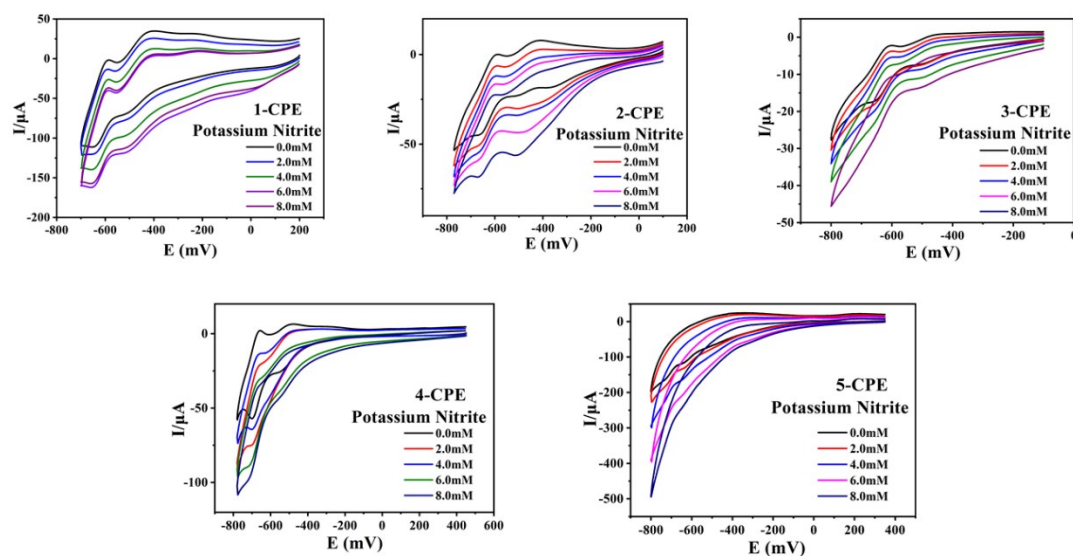 50
0
-50
-100
-150
-200
I/μA
1-CPE
Potassium Nitrite
0.0mM
2.0mM
4.0mM
6.0mM
8.0mM
-800 -600 -400 -200 0 200
E (mV)
0
-50
I/μA
2-CPE
Potassium Nitrite
0.0mM
2.0mM
4.0mM
6.0mM
8.0mM
-800 -600 -400 -200 0
E (mV)
0
-10
-20
-30
-40
-50
I/μA
3-CPE
Potassium Nitrite
0.0mM
2.0mM
4.0mM
6.0mM
8.0mM
-800 -600 -400 -200 0
E (mV)
0
-50
-100
I/μA
4-CPE
Potassium Nitrite
0.0mM
2.0mM
4.0mM
6.0mM
8.0mM
-800 -600 -400 -200 0 200 400 600
E (mV)
0
-100
-200
-300
-400
-500
I/μA
5-CPE
Potassium Nitrite
0.0mM
2.0mM
4.0mM
6.0mM
8.0mM
-800 -600 -400 -200 0 200 400
E (mV)